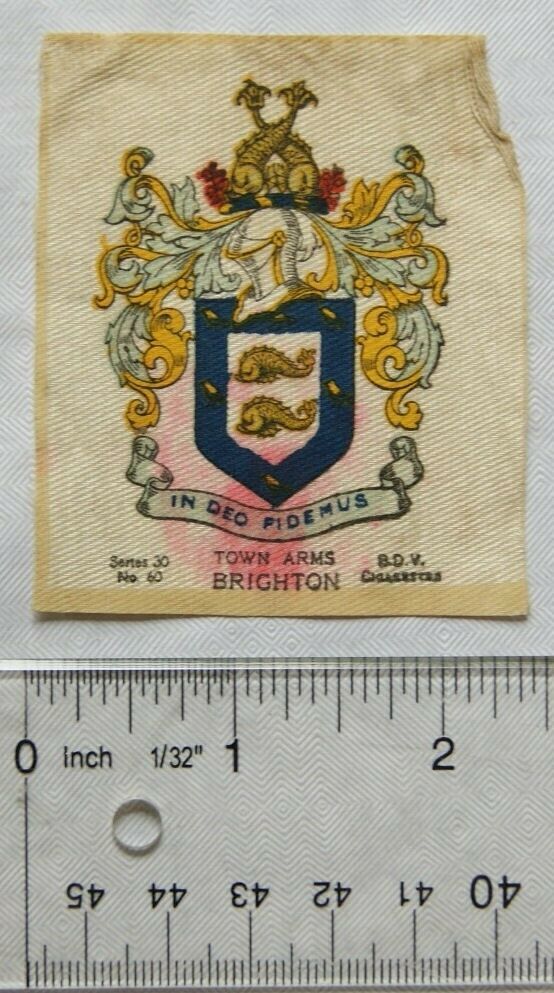 IN DEO FIDEMUS
Series 30 TOWN ARMS B.D.V.
No. 60 BRIGHTON CIGARETTES
0 inch 1/32" 1 2
45 44 43 42 41 40